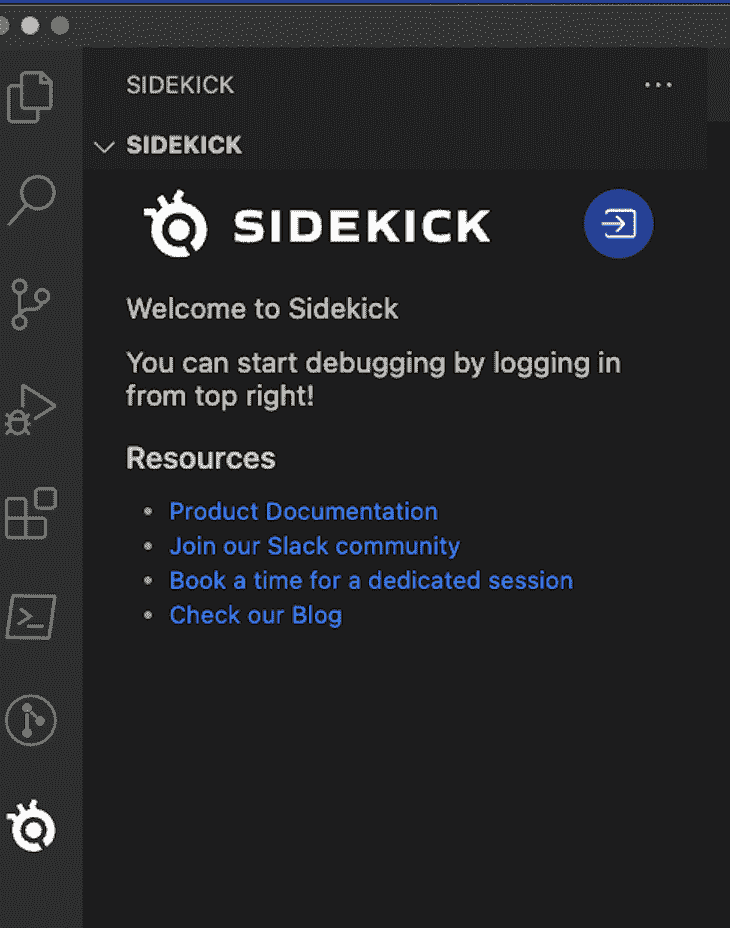 SIDEKICK
SIDEKICK
SIDEKICK
Welcome to Sidekick
You can start debugging by logging in
from top right!
Resources
Product Documentation
Join our Slack community
Book a time for a dedicated session
Check our Blog